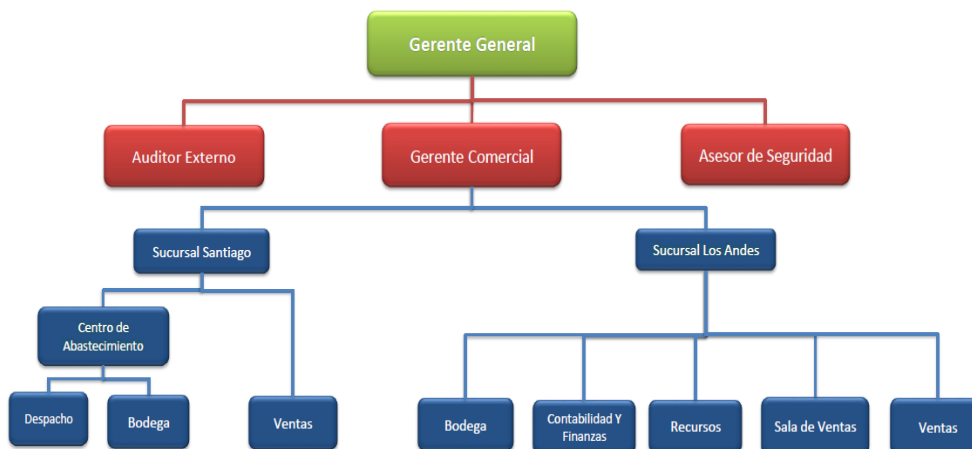 Gerente General
Auditor Externo
Gerente Comercial
Asesor de Seguridad
Sucursal Santiago
Sucursal Los Andes
Centro de
Abastecimiento
Despacho
Bodega
Ventas
Bodega
Contabilidad Y
Finanzas
Recursos
Sala de Ventas
Ventas